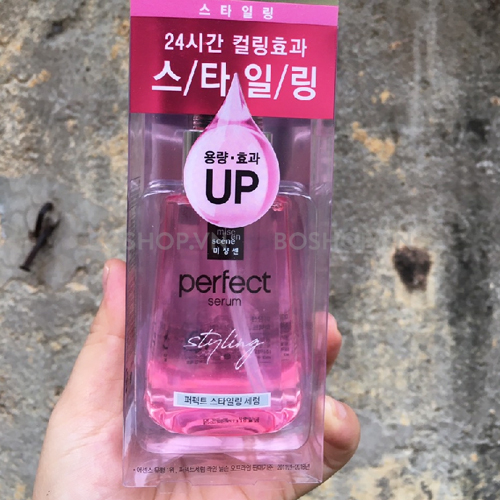 스타일링
24시간 컬링효과
스/타/일/링
용량·효과
UP
mise
en
scène
미쟝센
perfect
serum
styling
퍼펙트 스타일링 세럼